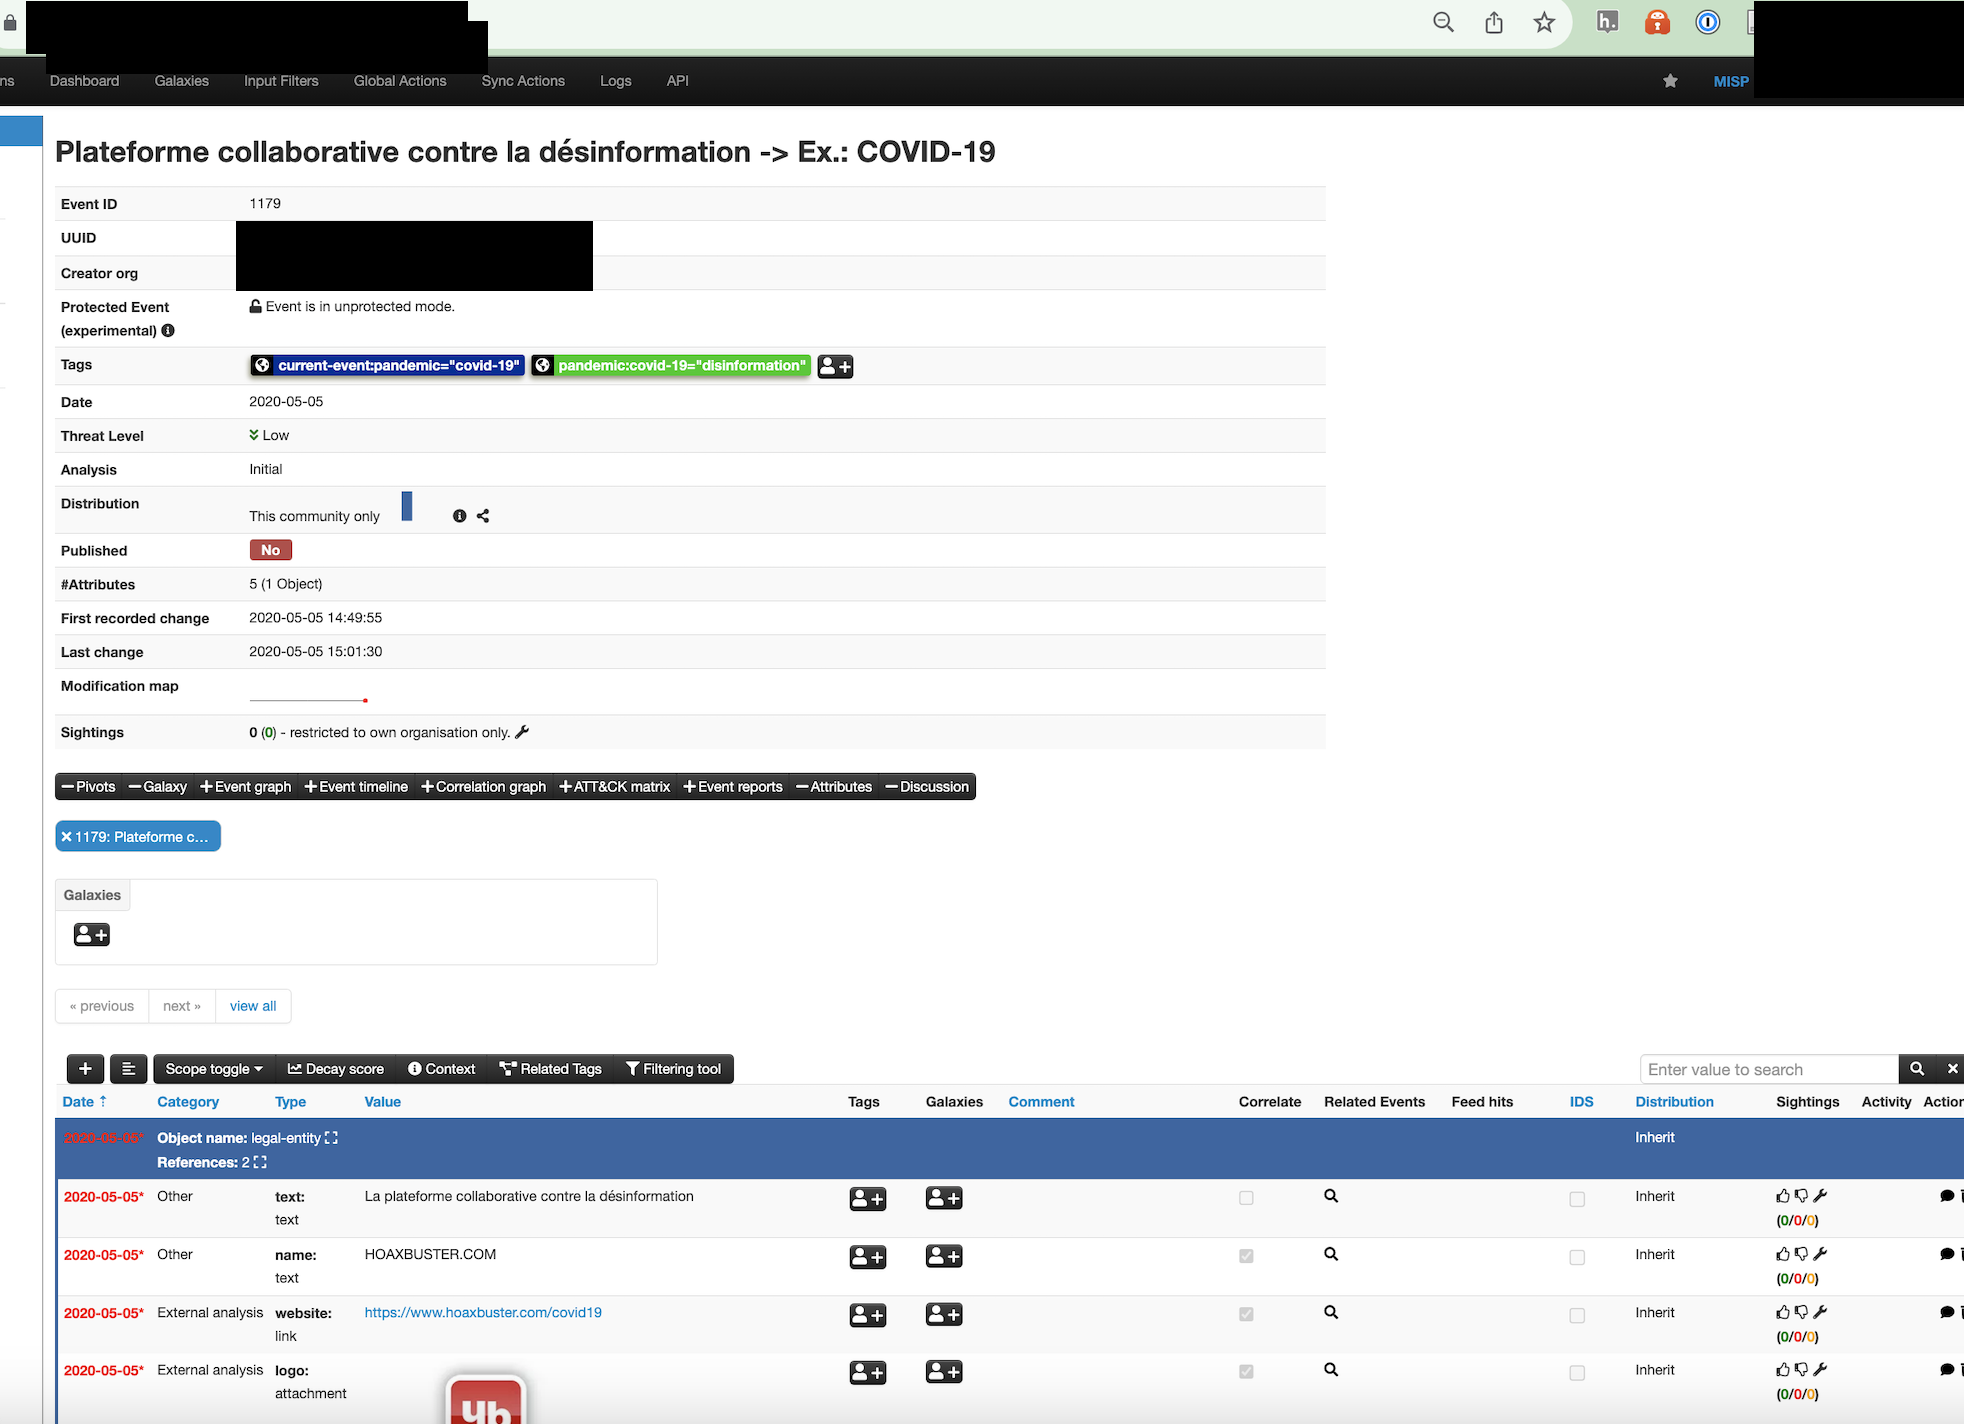 ns Dashboard Galaxies Input Filters Global Actions Sync Actions Logs API MISP
Plateforme collaborative contre la désinformation -> Ex.: COVID-19
Event ID 1179
UUID
Creator org
Protected Event (experimental) Event is in unprotected mode.
Tags current-event:pandemic="covid-19" pandemic:covid-19="disinformation"
Date 2020-05-05
Threat Level Low
Analysis Initial
Distribution This community only
Published No
#Attributes 5 (1 Object)
First recorded change 2020-05-05 14:49:55
Last change 2020-05-05 15:01:30
Modification map
Sightings 0 (0) - restricted to own organisation only.
Pivots Galaxy Event graph Event timeline Correlation graph ATT&CK matrix Event reports Attributes Discussion
1179: Plateforme c...
Galaxies
« previous next » view all
Scope toggle Decay score Context Related Tags Filtering tool Enter value to search
Date Category Type Value Tags Galaxies Comment Correlate Related Events Feed hits IDS Distribution Sightings Activity Action
2020-05-05* Object name: legal-entity Inherit
References: 2
2020-05-05* Other text: La plateforme collaborative contre la désinformation Inherit
text (0/0/0)
2020-05-05* Other name: HOAXBUSTER.COM Inherit
text (0/0/0)
2020-05-05* External analysis website: https://www.hoaxbuster.com/covid19 Inherit
link (0/0/0)
2020-05-05* External analysis logo: Inherit
attachment (0/0/0)